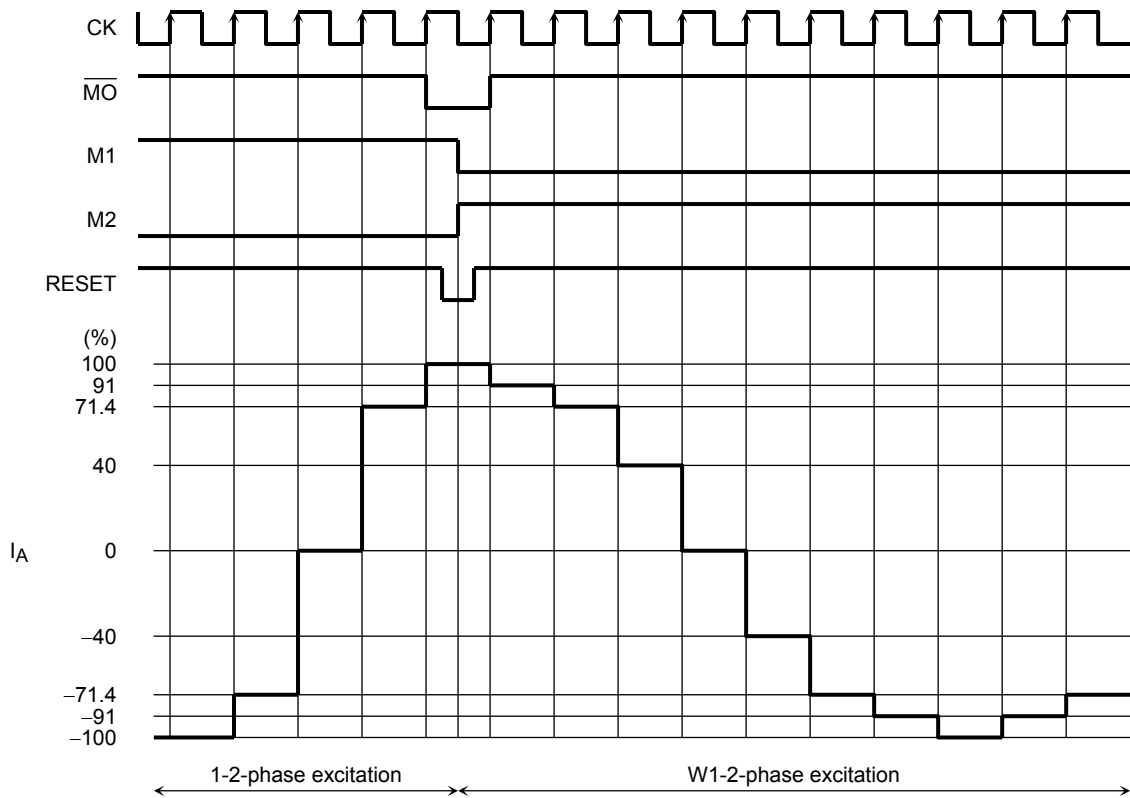 CK
MO
M1
M2
RESET
(%)
100
91
71.4
40
IA
0
−40
−71.4
−91
−100
1-2-phase excitation
W1-2-phase excitation